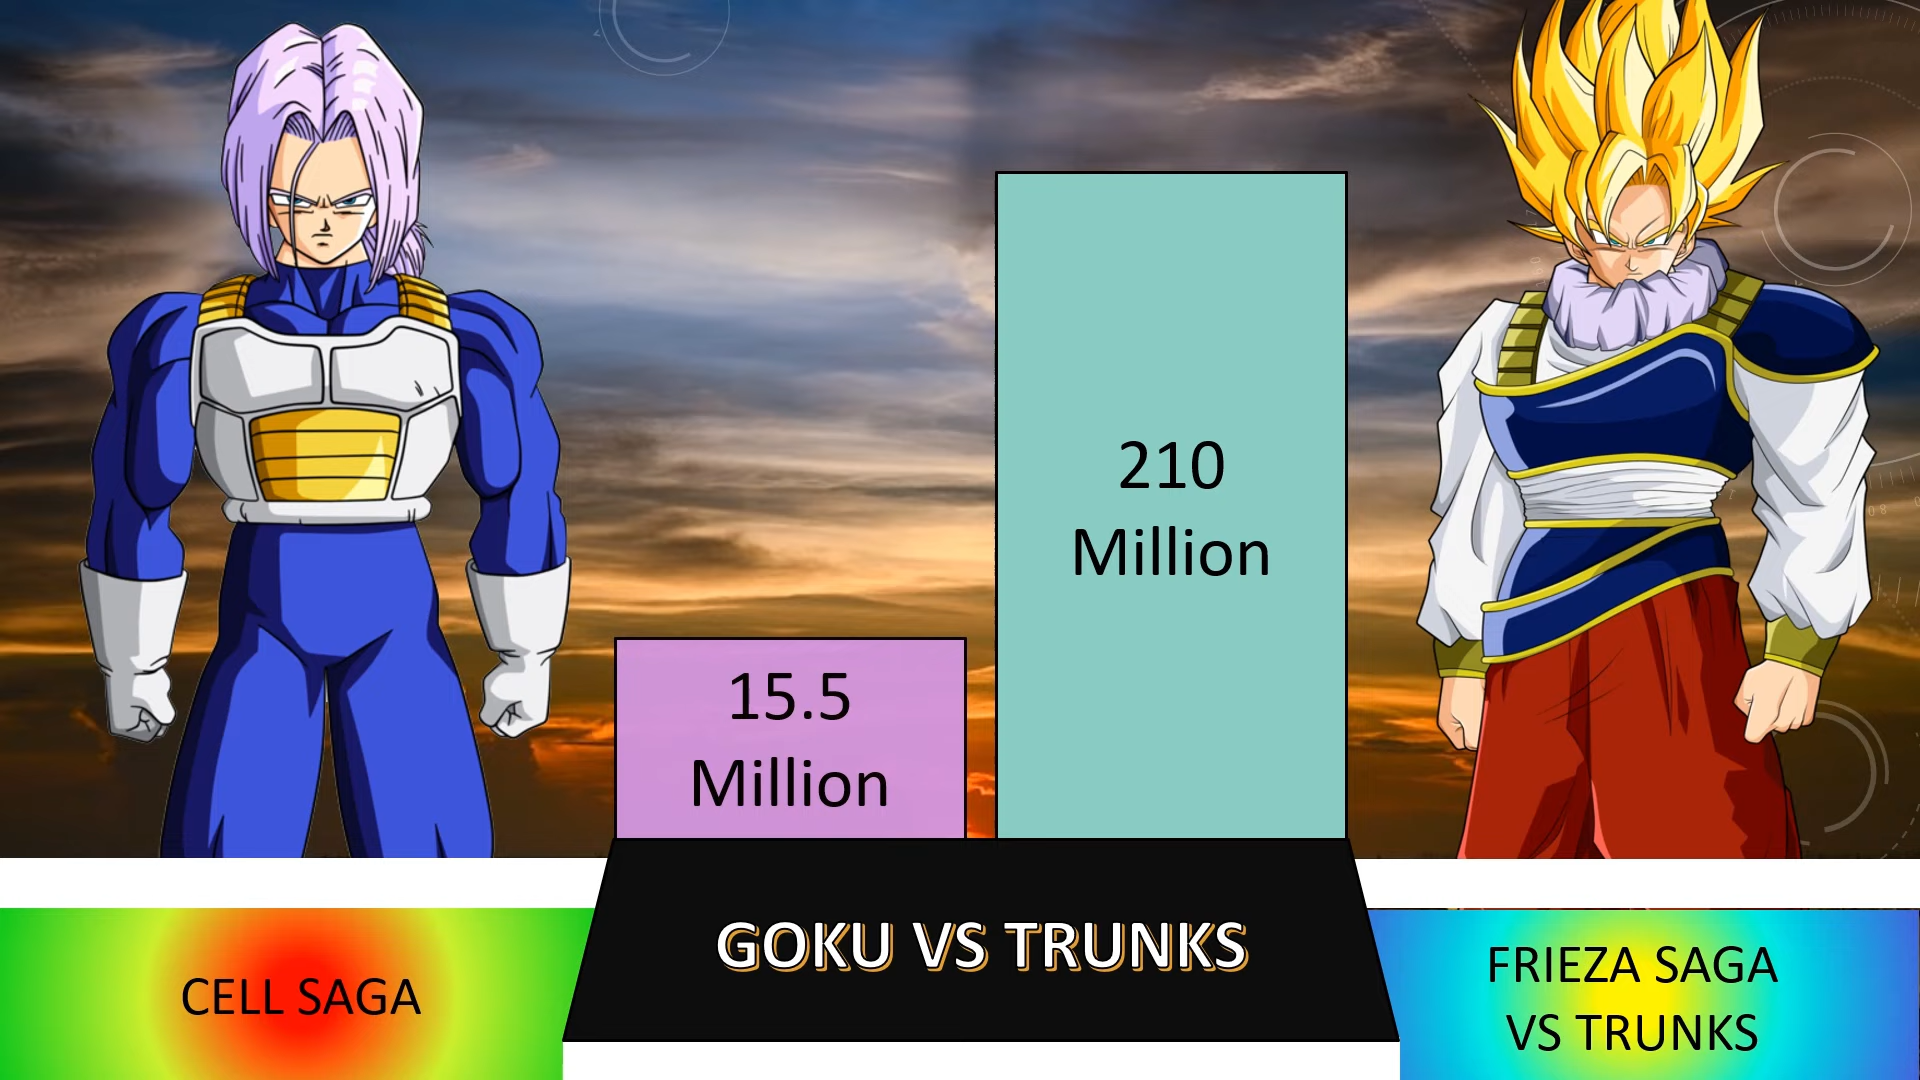 15.5
Million
210
Million
GOKU VS TRUNKS
CELL SAGA
FRIEZA SAGA
VS TRUNKS